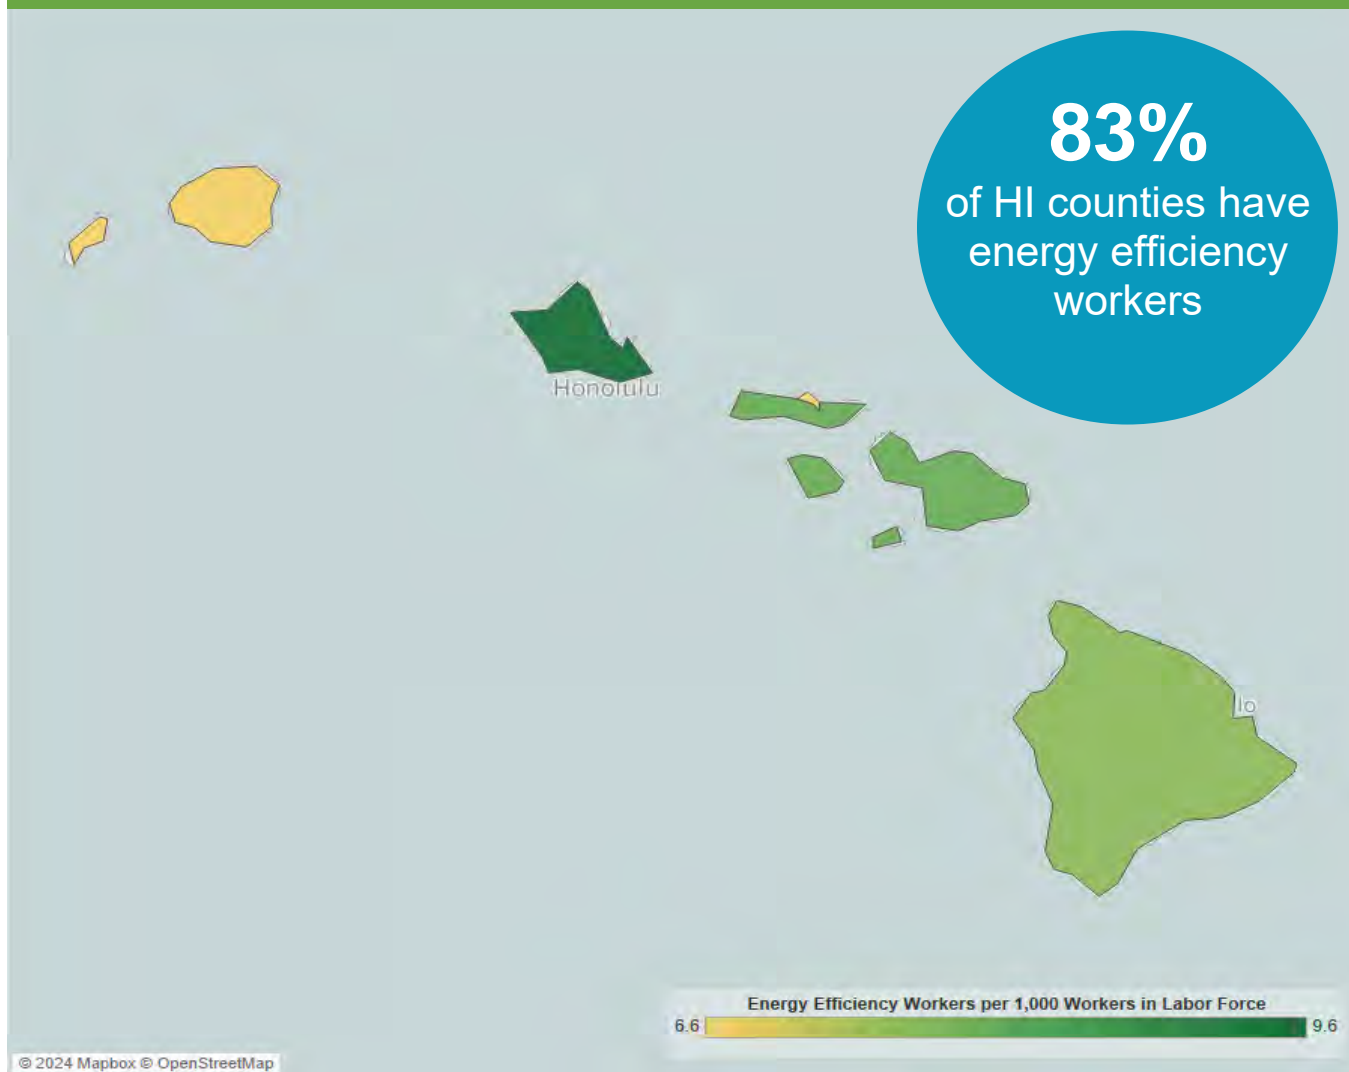 83%
of HI counties have
energy efficiency
workers
Honolulu
lo
Energy Efficiency Workers per 1,000 Workers in Labor Force
6.6
9.6
© 2024 Mapbox © OpenStreetMap